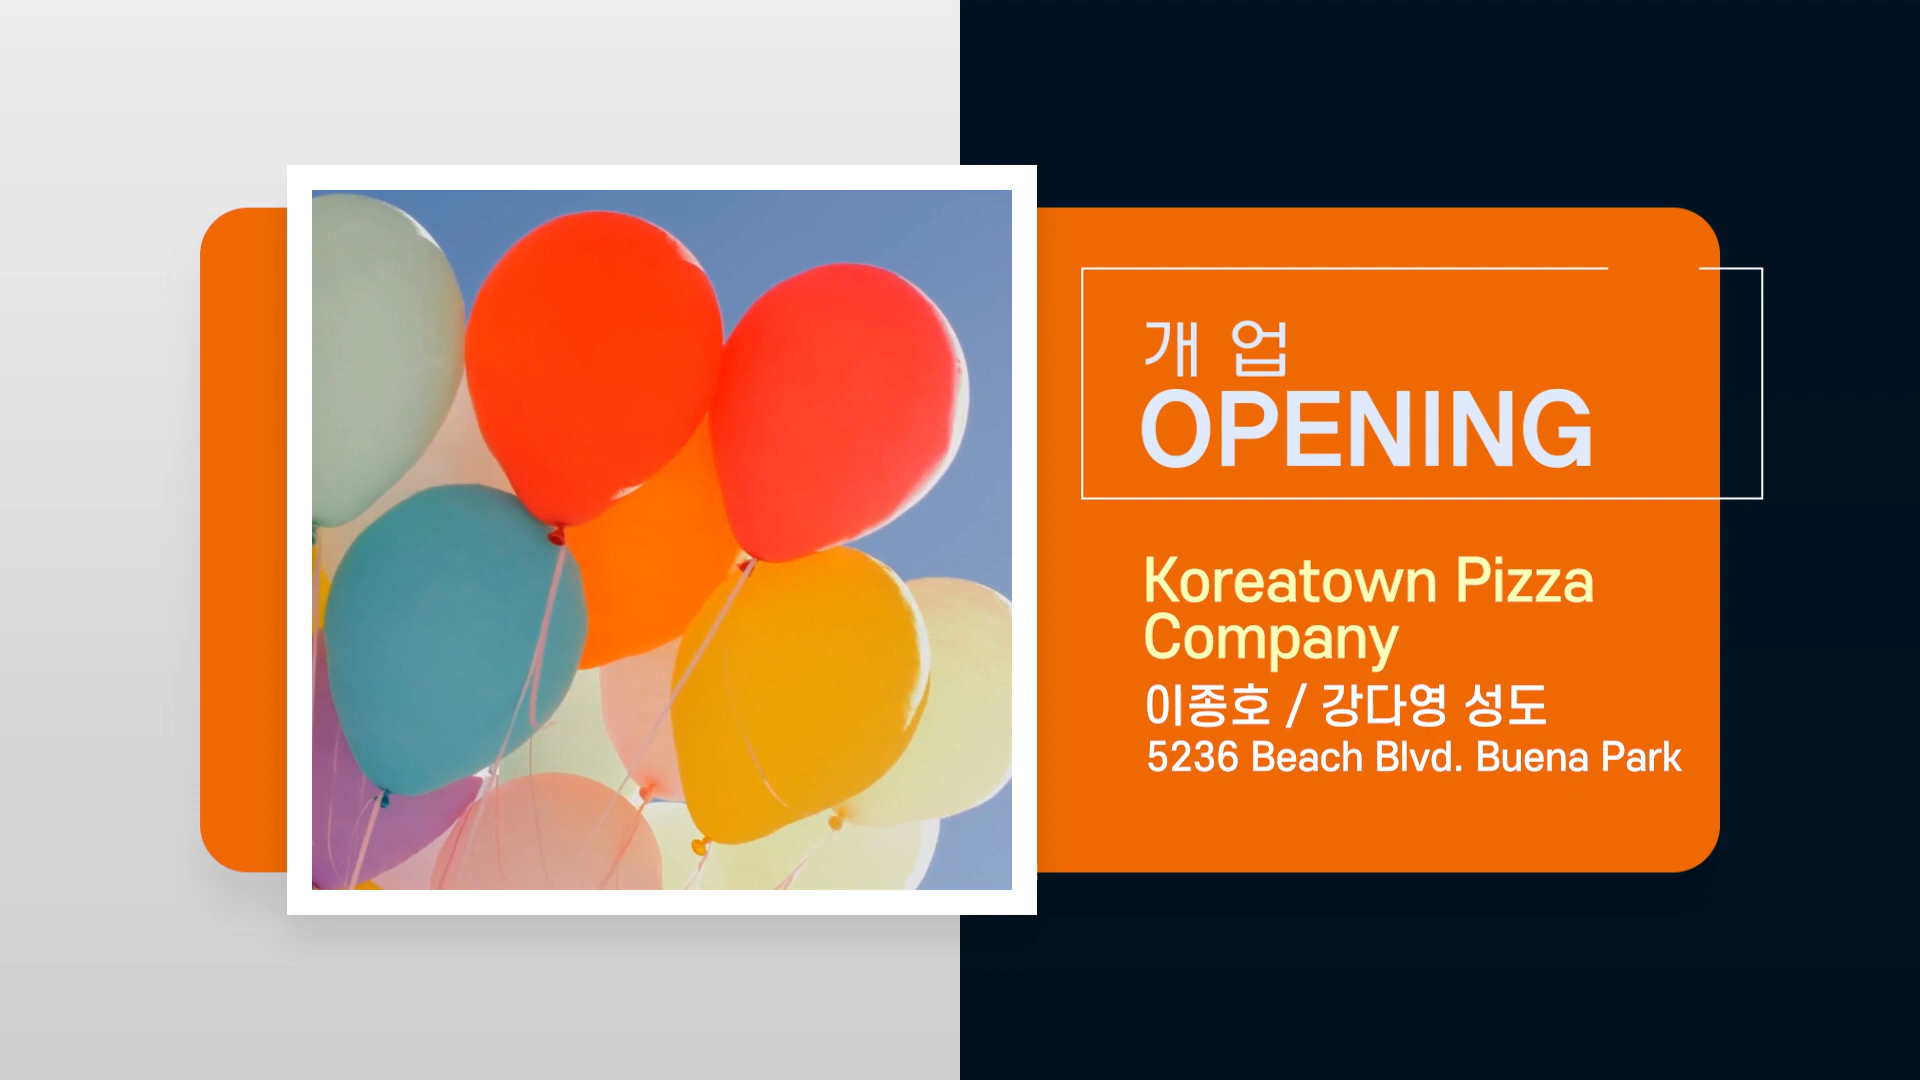 개 업
OPENING
Koreatown Pizza
Company
이종호 / 강다영 성도
5236 Beach Blvd. Buena Park